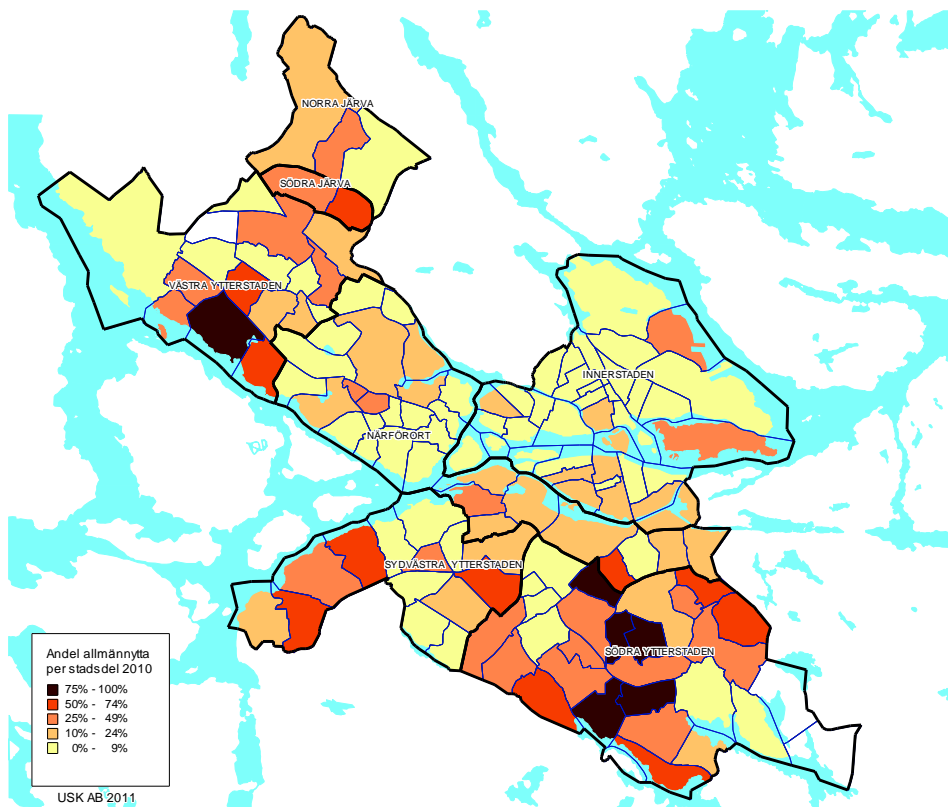 NORRA JÄRVA
SÖDRA JÄRVA
VÄSTRA YTTERSTADEN
INNERSTADEN
NÄRFÖRORT
SYDVÄSTRA YTTERSTADEN
SÖDRA YTTERSTADEN
Andel allmännytta
per stadsdel 2010
75% - 100%
50% - 74%
25% - 49%
10% - 24%
0% - 9%
USK AB 2011